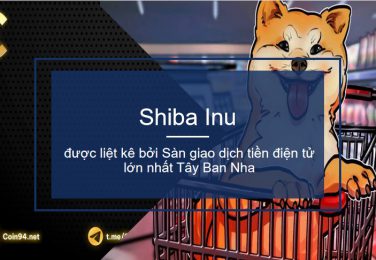 Shiba Inu
được liệt kê bởi Sàn giao dịch tiền điện tử
lớn nhất Tây Ban Nha
Coin94.net